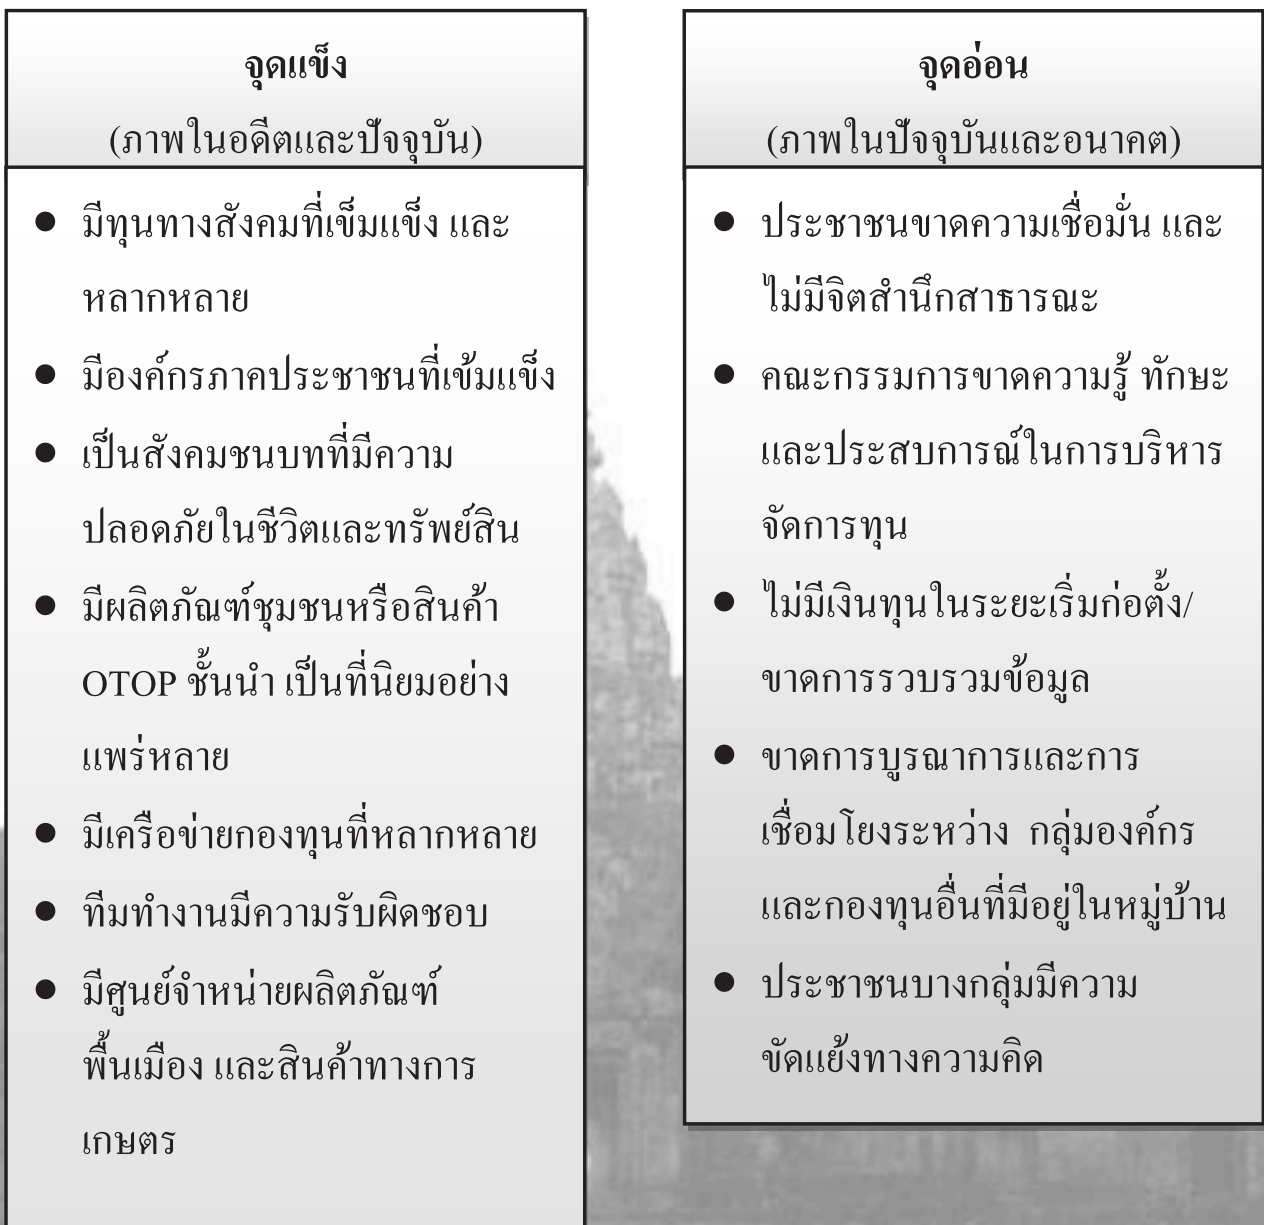 จุดแข็ง
(ภาพในอดีตและปัจจุบัน)
● มีทุนทางสังคมที่เข็มแข็ง และ
หลากหลาย
● มีองค์กรภาคประชาชนที่เข้มแข็ง
● เป็นสังคมชนบทที่มีความ
ปลอดภัยในชีวิตและทรัพย์สิน
● มีผลิตภัณฑ์ชุมชนหรือสินค้า
OTOP ชั้นนำ เป็นที่นิยมอย่าง
แพร่หลาย
● มีเครือข่ายกองทุนที่หลากหลาย
● ทีมทำงานมีความรับผิดชอบ
● มีศูนย์จำหน่ายผลิตภัณฑ์
พื้นเมือง และสินค้าทางการ
เกษตร
จุดอ่อน
(ภาพในปัจจุบันและอนาคต)
● ประชาชนขาดความเชื่อมั่น และ
ไม่มีจิตสำนึกสาธารณะ
● คณะกรรมการขาดความรู้ ทักษะ
และประสบการณ์ในการบริหาร
จัดการทุน
● ไม่มีเงินทุนในระยะเริ่มก่อตั้ง/
ขาดการรวบรวมข้อมูล
● ขาดการบูรณาการและการ
เชื่อมโยงระหว่าง กลุ่มองค์กร
และกองทุนอื่นที่มีอยู่ในหมู่บ้าน
● ประชาชนบางกลุ่มมีความ
ขัดแย้งทางความคิด